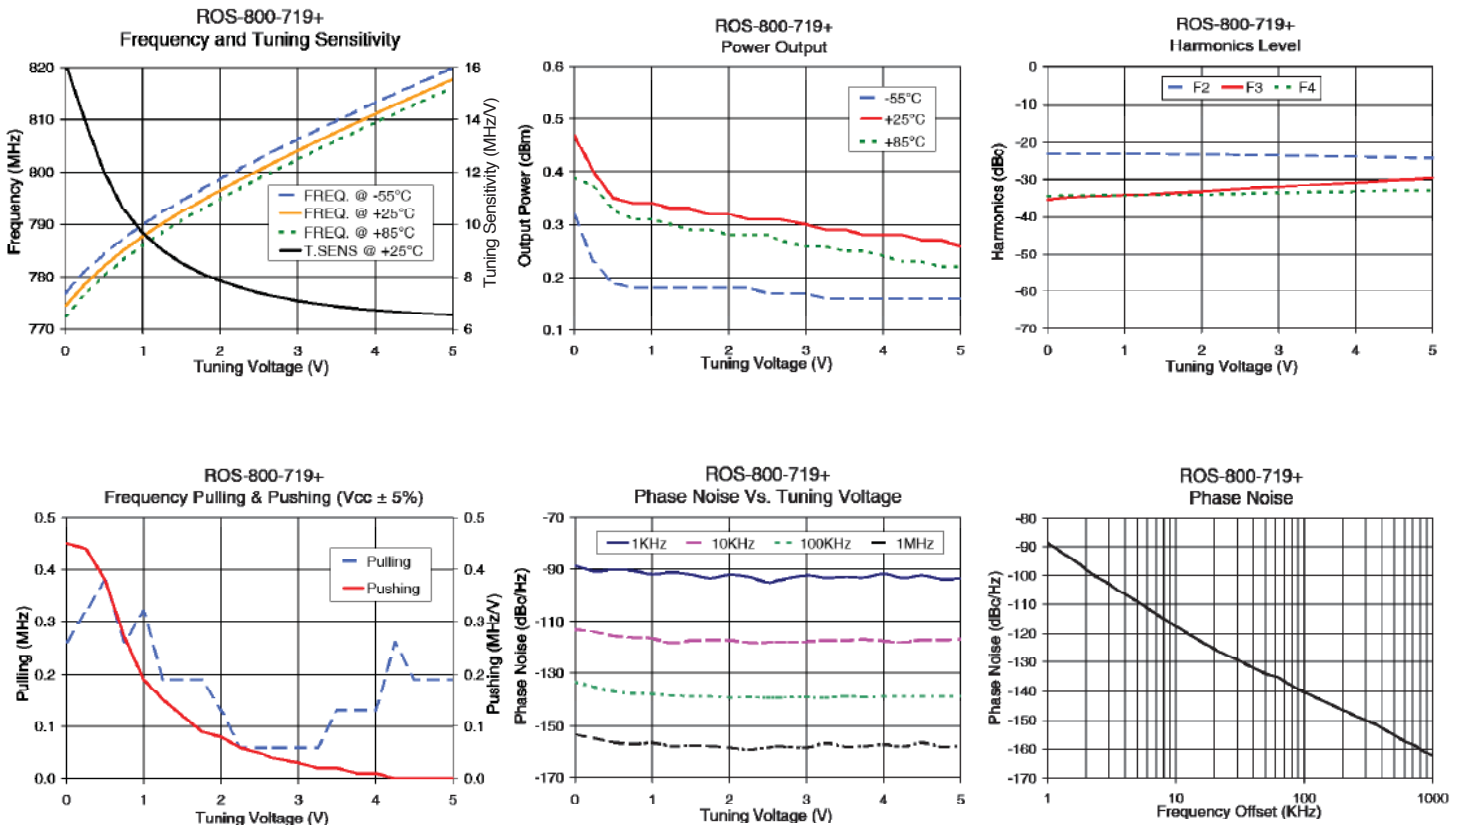 ROS-800-719+
Frequency and Tuning Sensitivity
820
810
800
790
780
770
Frequency (MHz)
16
14
12
10
8
6
Tuning Sensitivity (MHz/V)
FREQ. @ -55°C
FREQ. @ +25°C
FREQ. @ +85°C
T.SENS @ +25°C
0 1 2 3 4 5
Tuning Voltage (V)
ROS-800-719+
Power Output
0.6
0.5
0.4
0.3
0.2
0.1
Output Power (dBm)
-55°C
+25°C
+85°C
0 1 2 3 4 5
Tuning Voltage (V)
ROS-800-719+
Harmonics Level
0
-10
-20
-30
-40
-50
-60
-70
Harmonics (dBc)
F2 F3 F4
0 1 2 3 4 5
Tuning Voltage (V)
ROS-800-719+
Frequency Pulling & Pushing (Vcc ± 5%)
0.5
0.4
0.3
0.2
0.1
0.0
Pulling (MHz)
0.5
0.4
0.3
0.2
0.1
0.0
Pushing (MHz/V)
Pulling
Pushing
0 1 2 3 4 5
Tuning Voltage (V)
ROS-800-719+
Phase Noise Vs. Tuning Voltage
-70
-90
-110
-130
-150
-170
Phase Noise (dBc/Hz)
1KHz 10KHz 100KHz 1MHz
0 1 2 3 4 5
Tuning Voltage (V)
ROS-800-719+
Phase Noise
-80
-90
-100
-110
-120
-130
-140
-150
-160
-170
Phase Noise (dBc/Hz)
1 10 100 1000
Frequency Offset (KHz)